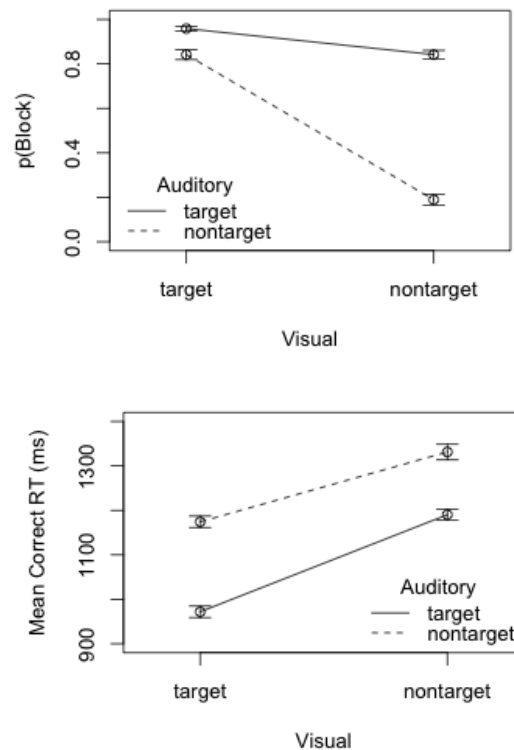 p(Block)
0.8
0.4
0.0
Auditory
target
nontarget
target nontarget
Visual
Mean Correct RT (ms)
1300
1100
900
Auditory
target
nontarget
target nontarget
Visual